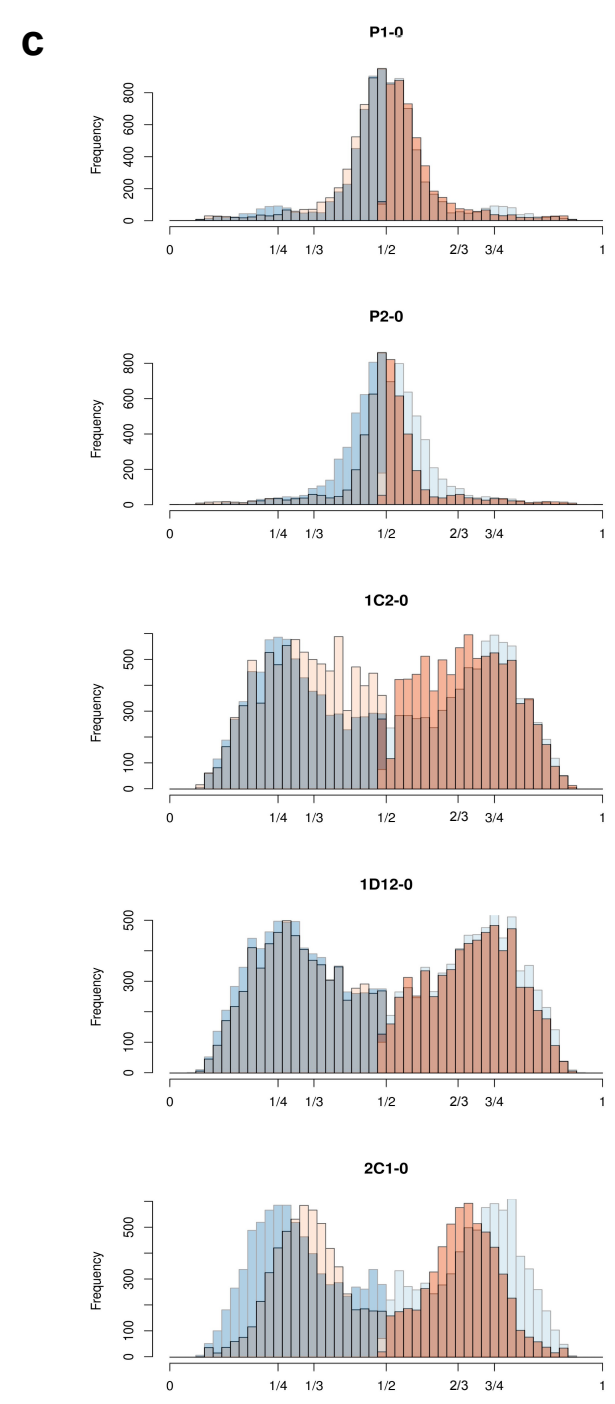 c
P1-0
Frequency
0 200 400 600 800
0 1/4 1/3 1/2 2/3 3/4 1
P2-0
Frequency
0 200 400 600 800
0 1/4 1/3 1/2 2/3 3/4 1
1C2-0
Frequency
0 100 300 500
0 1/4 1/3 1/2 2/3 3/4 1
1D12-0
Frequency
0 100 300 500
0 1/4 1/3 1/2 2/3 3/4 1
2C1-0
Frequency
0 100 300 500
0 1/4 1/3 1/2 2/3 3/4 1